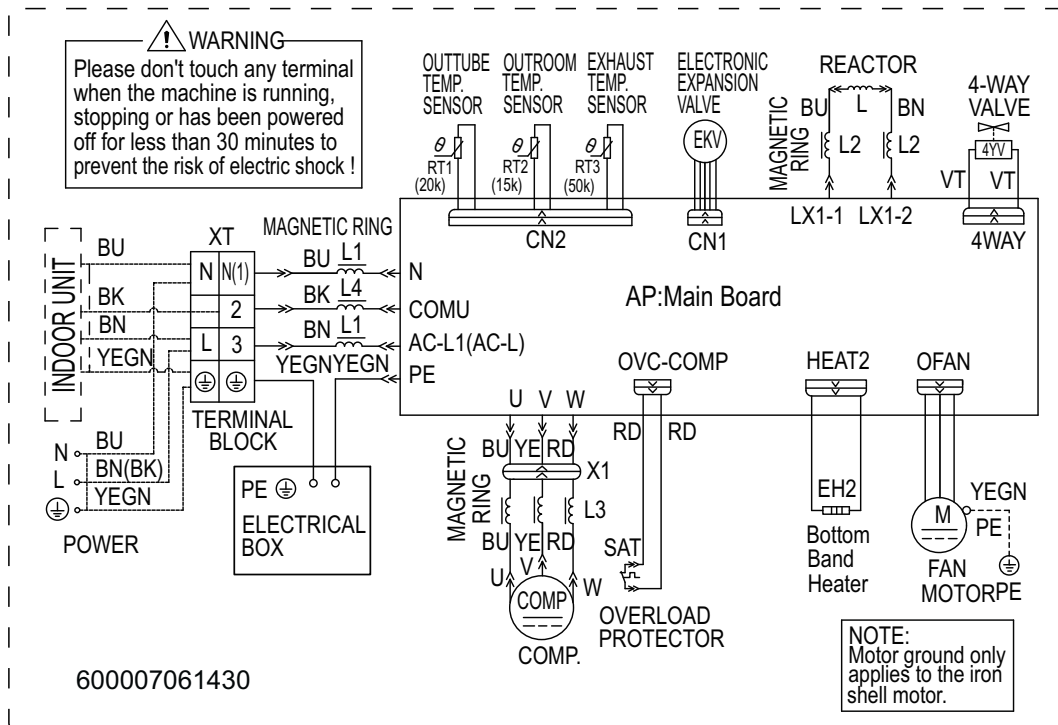 WARNING
Please don't touch any terminal
when the machine is running,
stopping or has been powered
off for less than 30 minutes to
prevent the risk of electric shock !
OUTTUBE
TEMP.
SENSOR
OUTROOM
TEMP.
SENSOR
EXHAUST
TEMP.
SENSOR
ELECTRONIC
EXPANSION
VALVE
REACTOR
4-WAY
VALVE
θ
RT1
(20k)
θ
RT2
(15k)
θ
RT3
(50k)
EKV
MAGNETIC
RING
BU
L
BN
L2
L2
4YV
VT
VT
CN2
CN1
LX1-1
LX1-2
4WAY
INDOOR UNIT
BU
BK
BN
YEGN
XT
N
N(1)
2
L
3
TERMINAL
BLOCK
MAGNETIC RING
BU
L1
N
BK
L4
COMU
BN
L1
AC-L1(AC-L)
YEGN
YEGN
PE
AP:Main Board
N
BU
L
BN(BK)
YEGN
POWER
PE
ELECTRICAL
BOX
U
V
W
BU
YE
RD
X1
MAGNETIC
RING
L3
BU
YE
RD
U
V
W
COMP
COMP.
OVC-COMP
RD
RD
SAT
OVERLOAD
PROTECTOR
HEAT2
EH2
Bottom
Band
Heater
OFAN
M
YEGN
PE
FAN
MOTOR
PE
NOTE:
Motor ground only
applies to the iron
shell motor.
600007061430